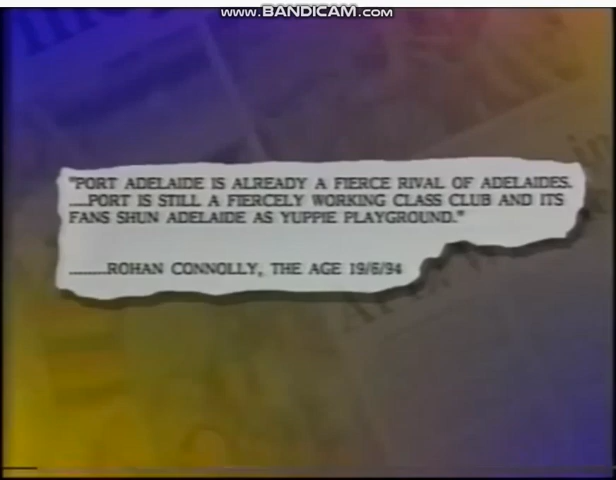 www.BANDICAM.com
"PORT ADELAIDE IS ALREADY A FIERCE RIVAL OF ADELAIDES.
....PORT IS STILL A FIERCELY WORKING CLASS CLUB AND ITS
FANS SHUN ADELAIDE AS YUPPIE PLAYGROUND."
........ROHAN CONNOLLY, THE AGE 19/6/94